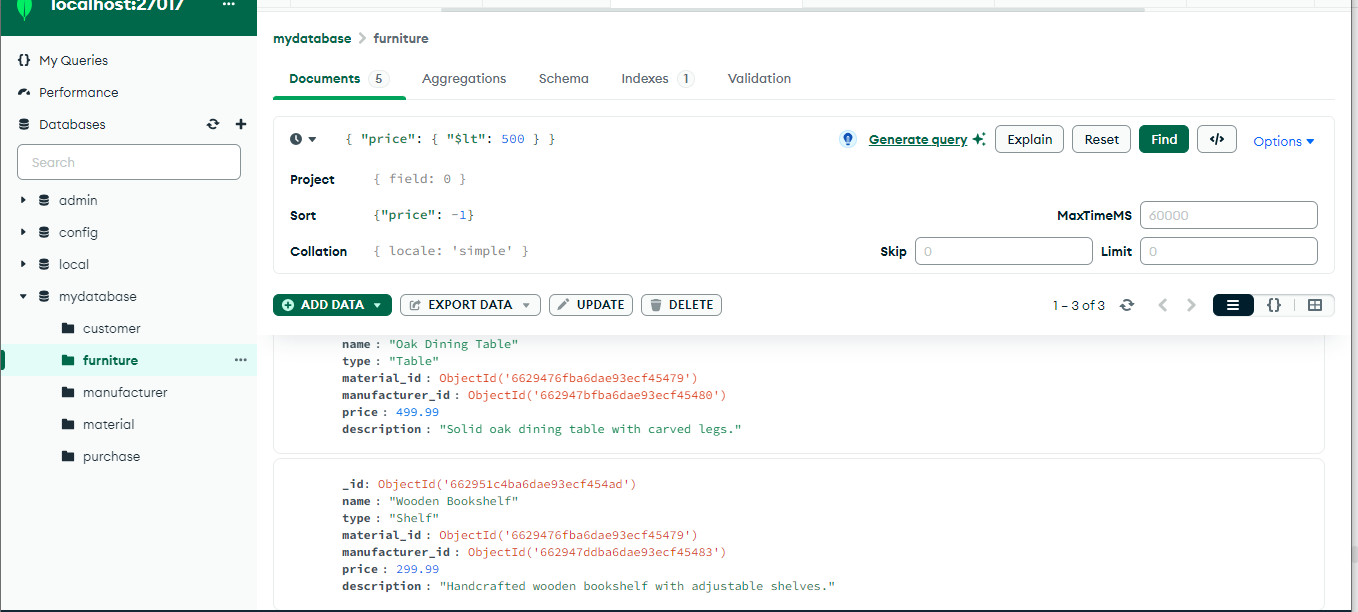 localhost:27017 ...
{} My Queries
Performance
Databases
Search
admin
config
local
mydatabase
customer
furniture ...
manufacturer
material
purchase
mydatabase > furniture
Documents 5 Aggregations Schema Indexes 1 Validation
{ "price": { "$lt": 500 } } Generate query Explain Reset Find </> Options
Project { field: 0 }
Sort {"price": -1} MaxTimeMS 60000
Collation { locale: 'simple' } Skip 0 Limit 0
ADD DATA EXPORT DATA UPDATE DELETE 1 – 3 of 3 {}
name : "Oak Dining Table"
type : "Table"
material_id : ObjectId('6629476fba6dae93ecf45479')
manufacturer_id : ObjectId('662947bfba6dae93ecf45480')
price : 499.99
description : "Solid oak dining table with carved legs."
_id: ObjectId('662951c4ba6dae93ecf454ad')
name : "Wooden Bookshelf"
type : "Shelf"
material_id : ObjectId('6629476fba6dae93ecf45479')
manufacturer_id : ObjectId('662947ddba6dae93ecf45483')
price : 299.99
description : "Handcrafted wooden bookshelf with adjustable shelves."